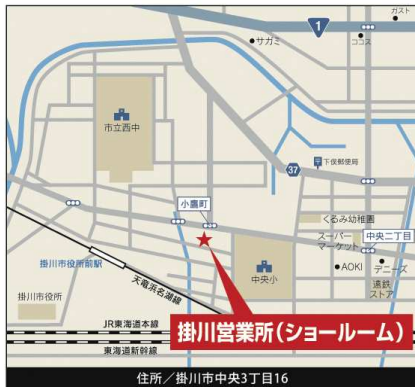 ガスト
1
サガミ
ココス
市立西中
37
下俣郵便局
小鷹町
くるみ幼稚園
スーパー
マーケット
中央二丁目
掛川市役所前駅
中央小
AOKI
デニーズ
遠鉄
ストア
天竜浜名湖線
掛川市役所
掛川営業所(ショールーム)
JR東海道本線
東海道新幹線
住所／掛川市中央3丁目16